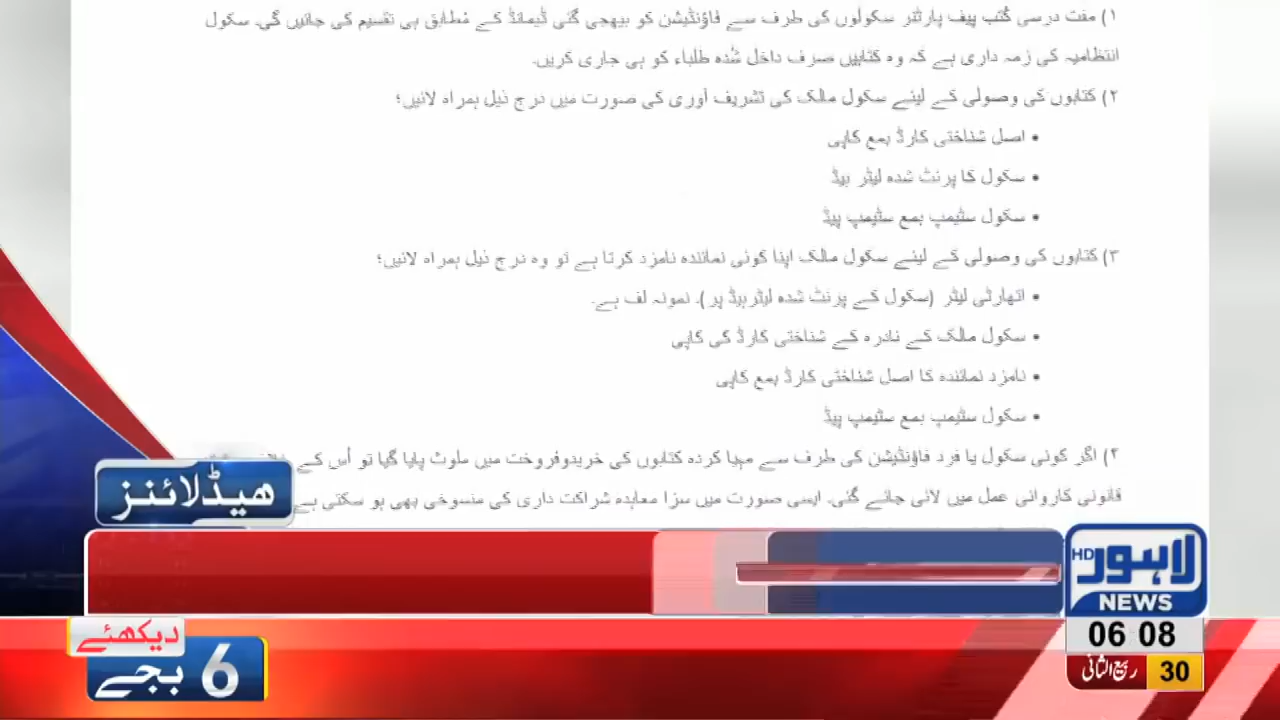 ۱) مفت درسی کُتب پیف پارٹنر سکولوں کی طرف سے فاؤنڈیشن کو بھیجی گئی ڈیمانڈ کے مُطابق ہی تقسیم کی جائیں گی۔ سکول
انتظامیہ کی زمہ داری ہے کہ وہ کتابیں صرف داخل شُدہ طلباء کو ہی جاری کریں۔
۲) کتابوں کی وصولی کے لیئے سکول مالک کی تشریف آوری کی صورت میں درج ذیل ہمراہ لائیں؛
• اصل شناختی کارڈ بمع کاپی
• سکول کا پرنٹ شدہ لیٹر ہیڈ
• سکول سٹیمپ بمع سٹیمپ پیڈ
۳) کتابوں کی وصولی کے لیئے سکول مالک اپنا کوئی نمائندہ نامزد کرتا ہے تو وہ درج ذیل ہمراہ لائیں؛
• اتھارٹی لیٹر (سکول کے پرنٹ شدہ لیٹرہیڈ پر)۔ نمونہ لف ہے۔
• سکول مالک کے نادرہ کے شناختی کارڈ کی کاپی
• نامزد نمائندہ کا اصل شناختی کارڈ بمع کاپی
• سکول سٹیمپ بمع سٹیمپ پیڈ
۴) اگر کوئی سکول یا فرد فاؤنڈیشن کی طرف سے مہیا کردہ کتابوں کی خریدوفروخت میں ملوث پایا گیا تو اُس کے
قانونی کاروائی عمل میں لائی جائے گئی۔ ایسی صورت میں سزا معاہدہ شراکت داری کی منسوخی بھی ہو سکتی ہے
ہیڈلائنز
لاہور HD
NEWS
06 08
30 ربیع الثانی
دیکھئے
6 بجے